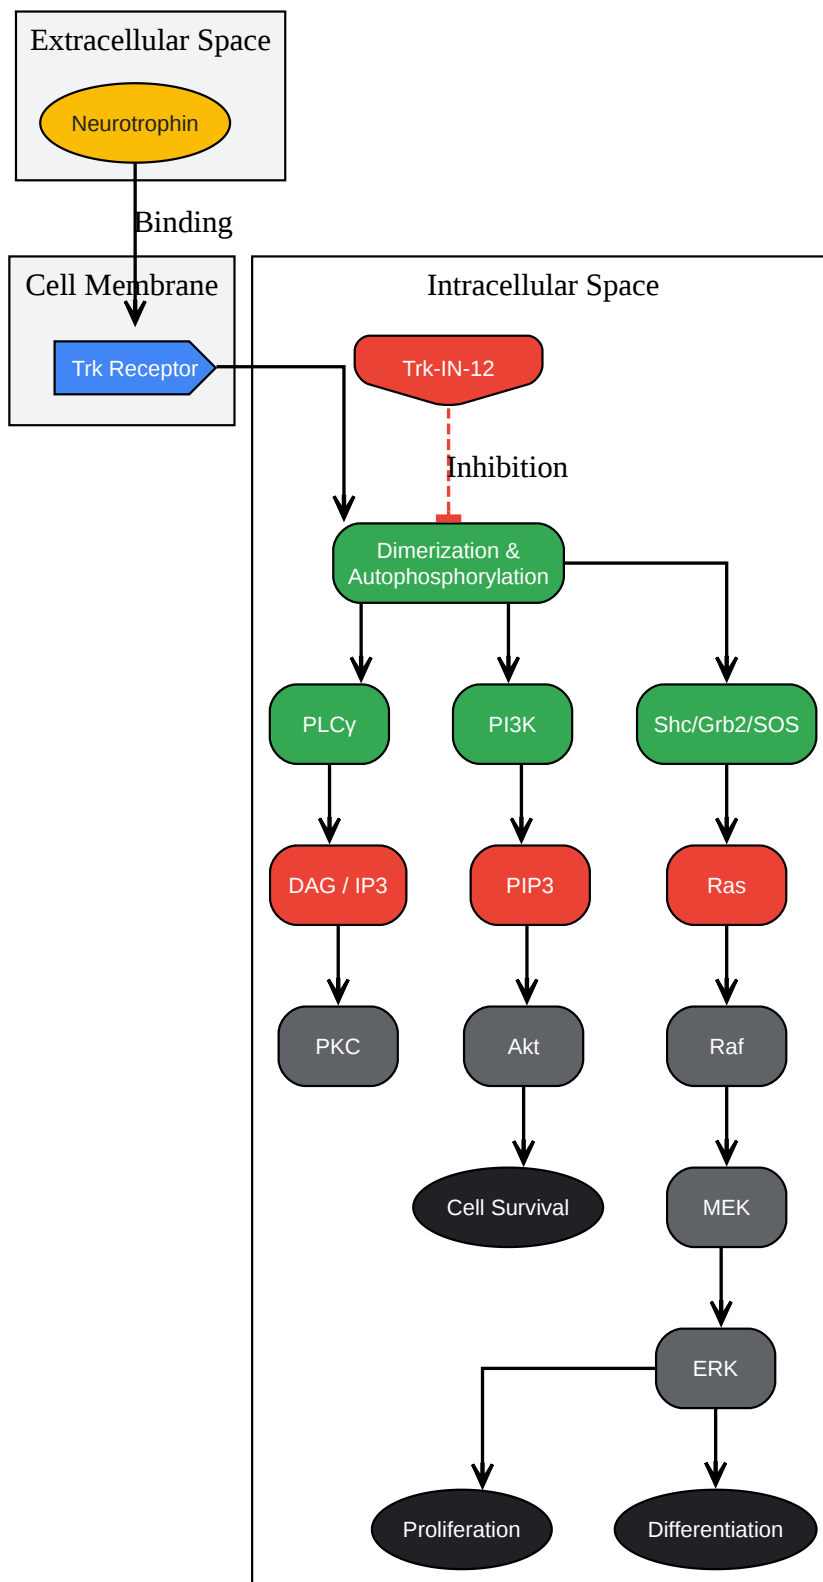 Extracellular Space
Neurotrophin
Binding
Cell Membrane
Intracellular Space
Trk Receptor
Trk-IN-12
Inhibition
Dimerization &
Autophosphorylation
PLCγ
PI3K
Shc/Grb2/SOS
DAG / IP3
PIP3
Ras
PKC
Akt
Raf
Cell Survival
MEK
ERK
Proliferation
Differentiation